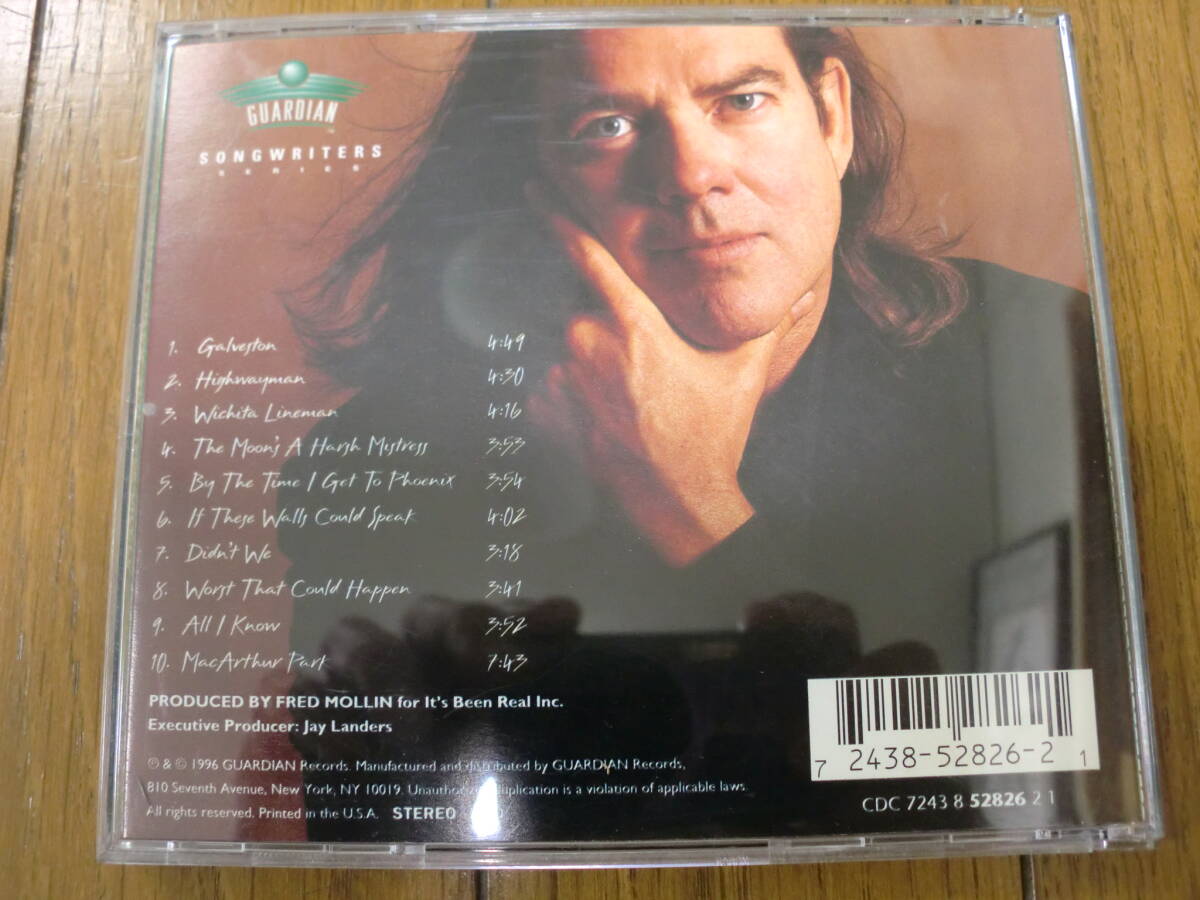 GUARDIAN
SONGWRITERS
SERIES
1. Galveston 4:49
2. Highwayman 4:30
3. Wichita Lineman 4:16
4. The Moon's A Harsh Mistress 3:53
5. By The Time I Get To Phoenix 3:54
6. If These Walls Could Speak 4:02
7. Didn't We 3:18
8. Worst That Could Happen 3:41
9. All I Know 3:52
10. MacArthur Park 7:43
PRODUCED BY FRED MOLLIN for It's Been Real Inc.
Executive Producer: Jay Landers
℗ & © 1996 GUARDIAN Records. Manufactured and distributed by GUARDIAN Records,
810 Seventh Avenue, New York, NY 10019. Unauthorized duplication is a violation of applicable laws.
All rights reserved. Printed in the U.S.A. STEREO
7 2438-52826-2 1
CDC 7243 8 52826 2 1